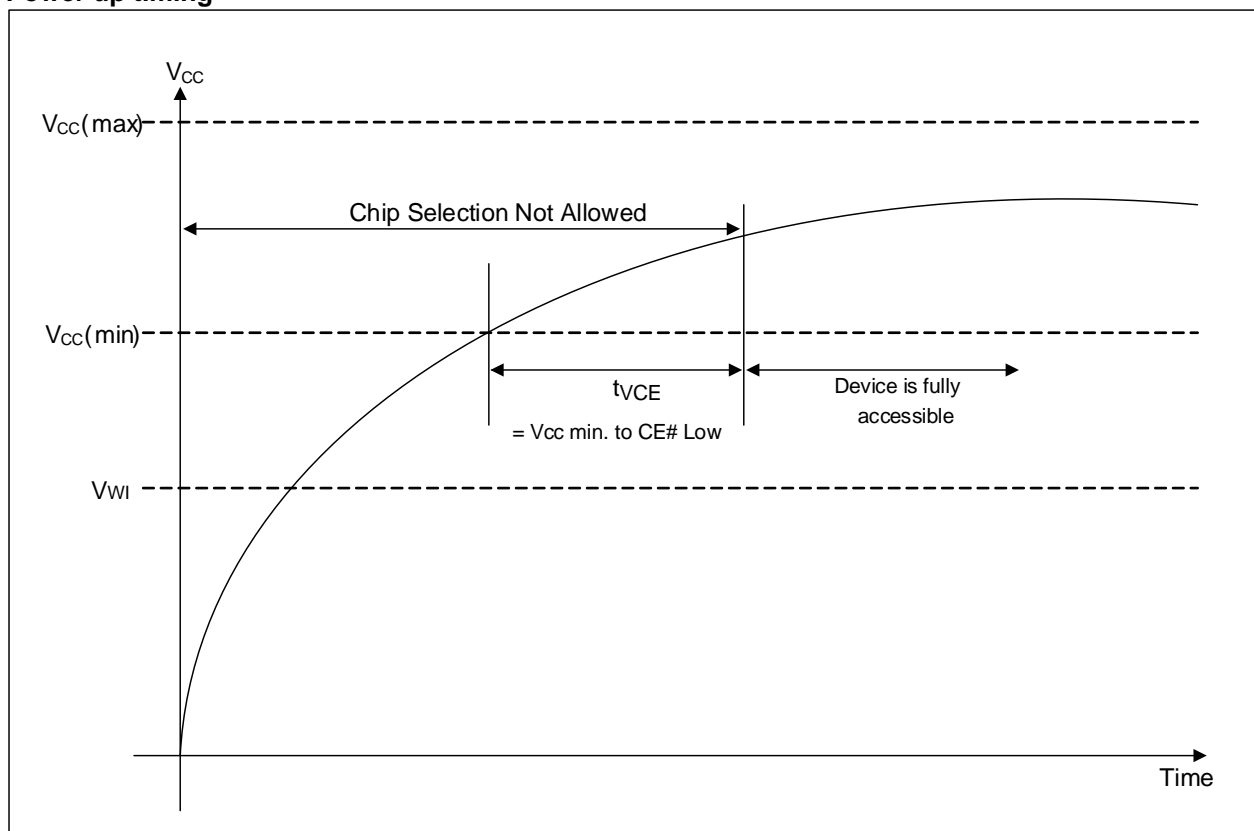 Power up timing
VCC
VCC(max)
Chip Selection Not Allowed
VCC(min)
tVCE
= Vcc min. to CE# Low
Device is fully
accessible
VWI
Time